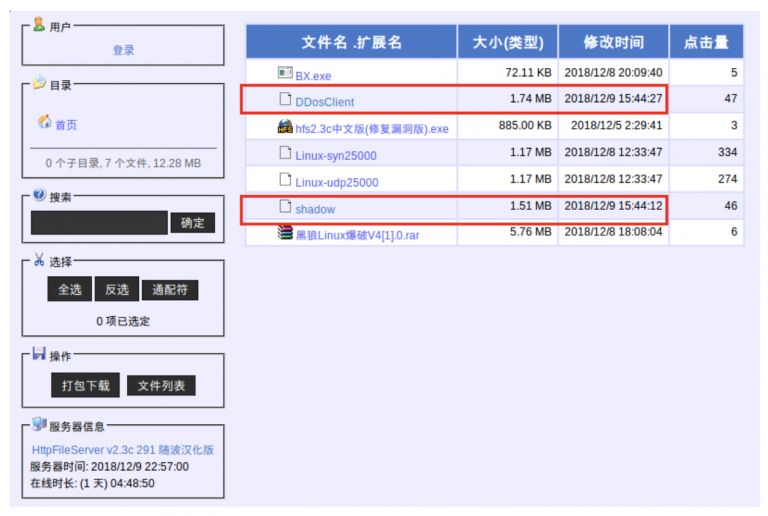 用户
登录
目录
首页
0 个子目录, 7 个文件, 12.28 MB
搜索
确定
选择
全选 反选 通配符
0 项已选定
操作
打包下载 文件列表
服务器信息
HttpFileServer v2.3c 291 随波汉化版
服务器时间: 2018/12/9 22:57:00
在线时长: (1 天) 04:48:50
文件名 .扩展名 大小(类型) 修改时间 点击量
BX.exe 72.11 KB 2018/12/8 20:09:40 5
DDosClient 1.74 MB 2018/12/9 15:44:27 47
hfs2.3c中文版(修复漏洞版).exe 885.00 KB 2018/12/5 2:29:41 3
Linux-syn25000 1.17 MB 2018/12/8 12:33:47 334
Linux-udp25000 1.17 MB 2018/12/8 12:33:47 274
shadow 1.51 MB 2018/12/9 15:44:12 46
黑狼Linux爆破V4[1].0.rar 5.76 MB 2018/12/8 18:08:04 6